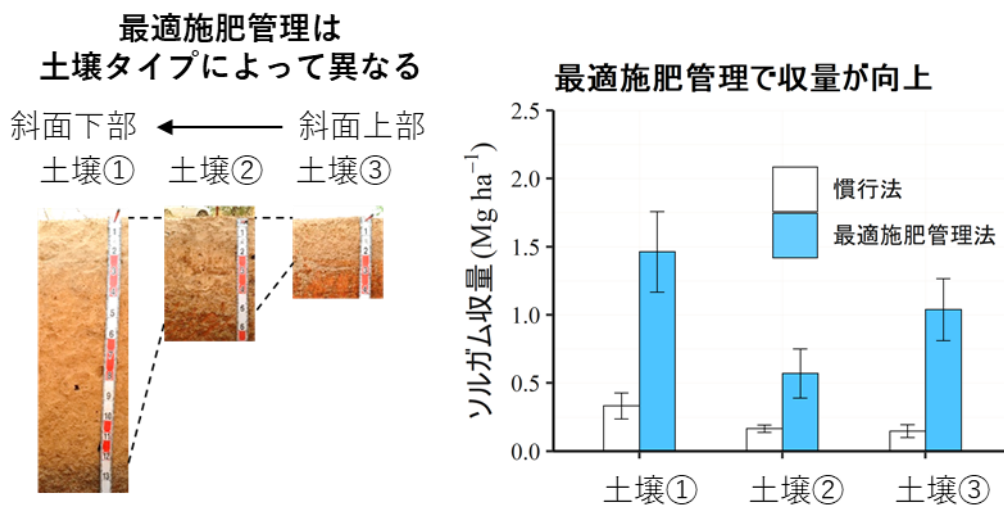 最適施肥管理は
土壌タイプによって異なる
斜面下部
斜面上部
土壌①
土壌②
土壌③
最適施肥管理で収量が向上
ソルガム収量 (Mg ha⁻¹)
2.5
2.0
1.5
1.0
0.5
0.0
慣行法
最適施肥管理法
土壌①
土壌②
土壌③